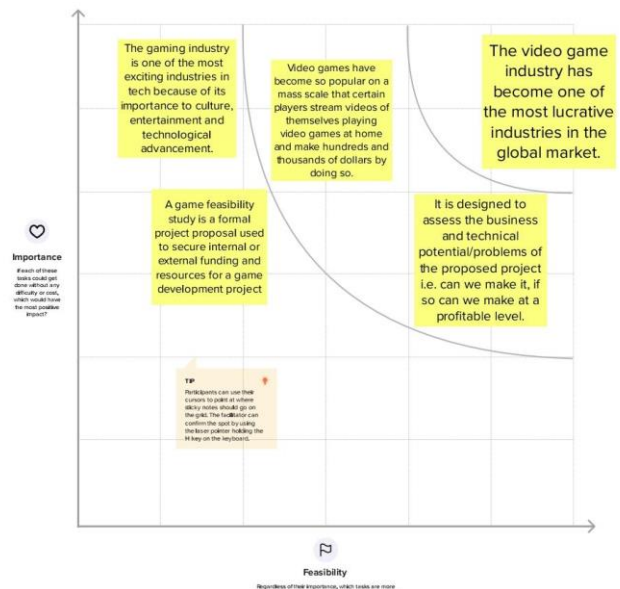 The gaming industry
is one of the most
exciting industries in
tech because of its
importance to culture,
entertainment and
technological
advancement.
Video games have
become so popular on a
mass scale that certain
players stream videos of
themselves playing
video games at home
and make hundreds and
thousands of dollars by
doing so.
The video game
industry has
become one of
the most lucrative
industries in the
global market.
A game feasibility
study is a formal
project proposal used
to secure internal or
external funding and
resources for a game
development project
It is designed to
assess the business
and technical
potential/problems of
the proposed project
i.e. can we make it, if
so can we make at a
profitable level.
Importance
If each of these
tasks could get
done without any
difficulty or cost,
which would have
the most positive
impact?
TIP
Participants can use their
cursors to point at where
sticky notes should go on
the grid. The facilitator can
confirm the spot by using
the laser pointer holding the
H key on the keyboard.
Feasibility
Regardless of their importance, which tasks are more